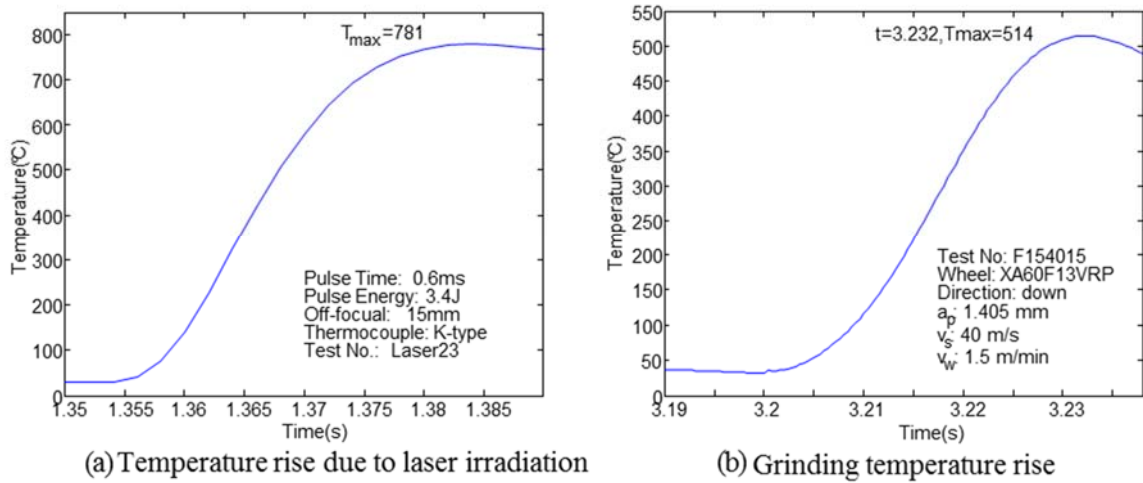 T_max=781
800
700
600
500
400
300
200
100
0
Temperature(℃)
Pulse Time: 0.6ms
Pulse Energy: 3.4J
Off-focual: 15mm
Thermocouple: K-type
Test No.: Laser23
1.35 1.355 1.36 1.365 1.37 1.375 1.38 1.385
Time(s)
(a) Temperature rise due to laser irradiation
t=3.232,Tmax=514
550
500
450
400
350
300
250
200
150
100
50
0
Temperature(℃)
Test No: F154015
Wheel: XA60F13VRP
Direction: down
a_p: 1.405 mm
v_s: 40 m/s
v_w: 1.5 m/min
3.19 3.2 3.21 3.22 3.23
Time(s)
(b) Grinding temperature rise